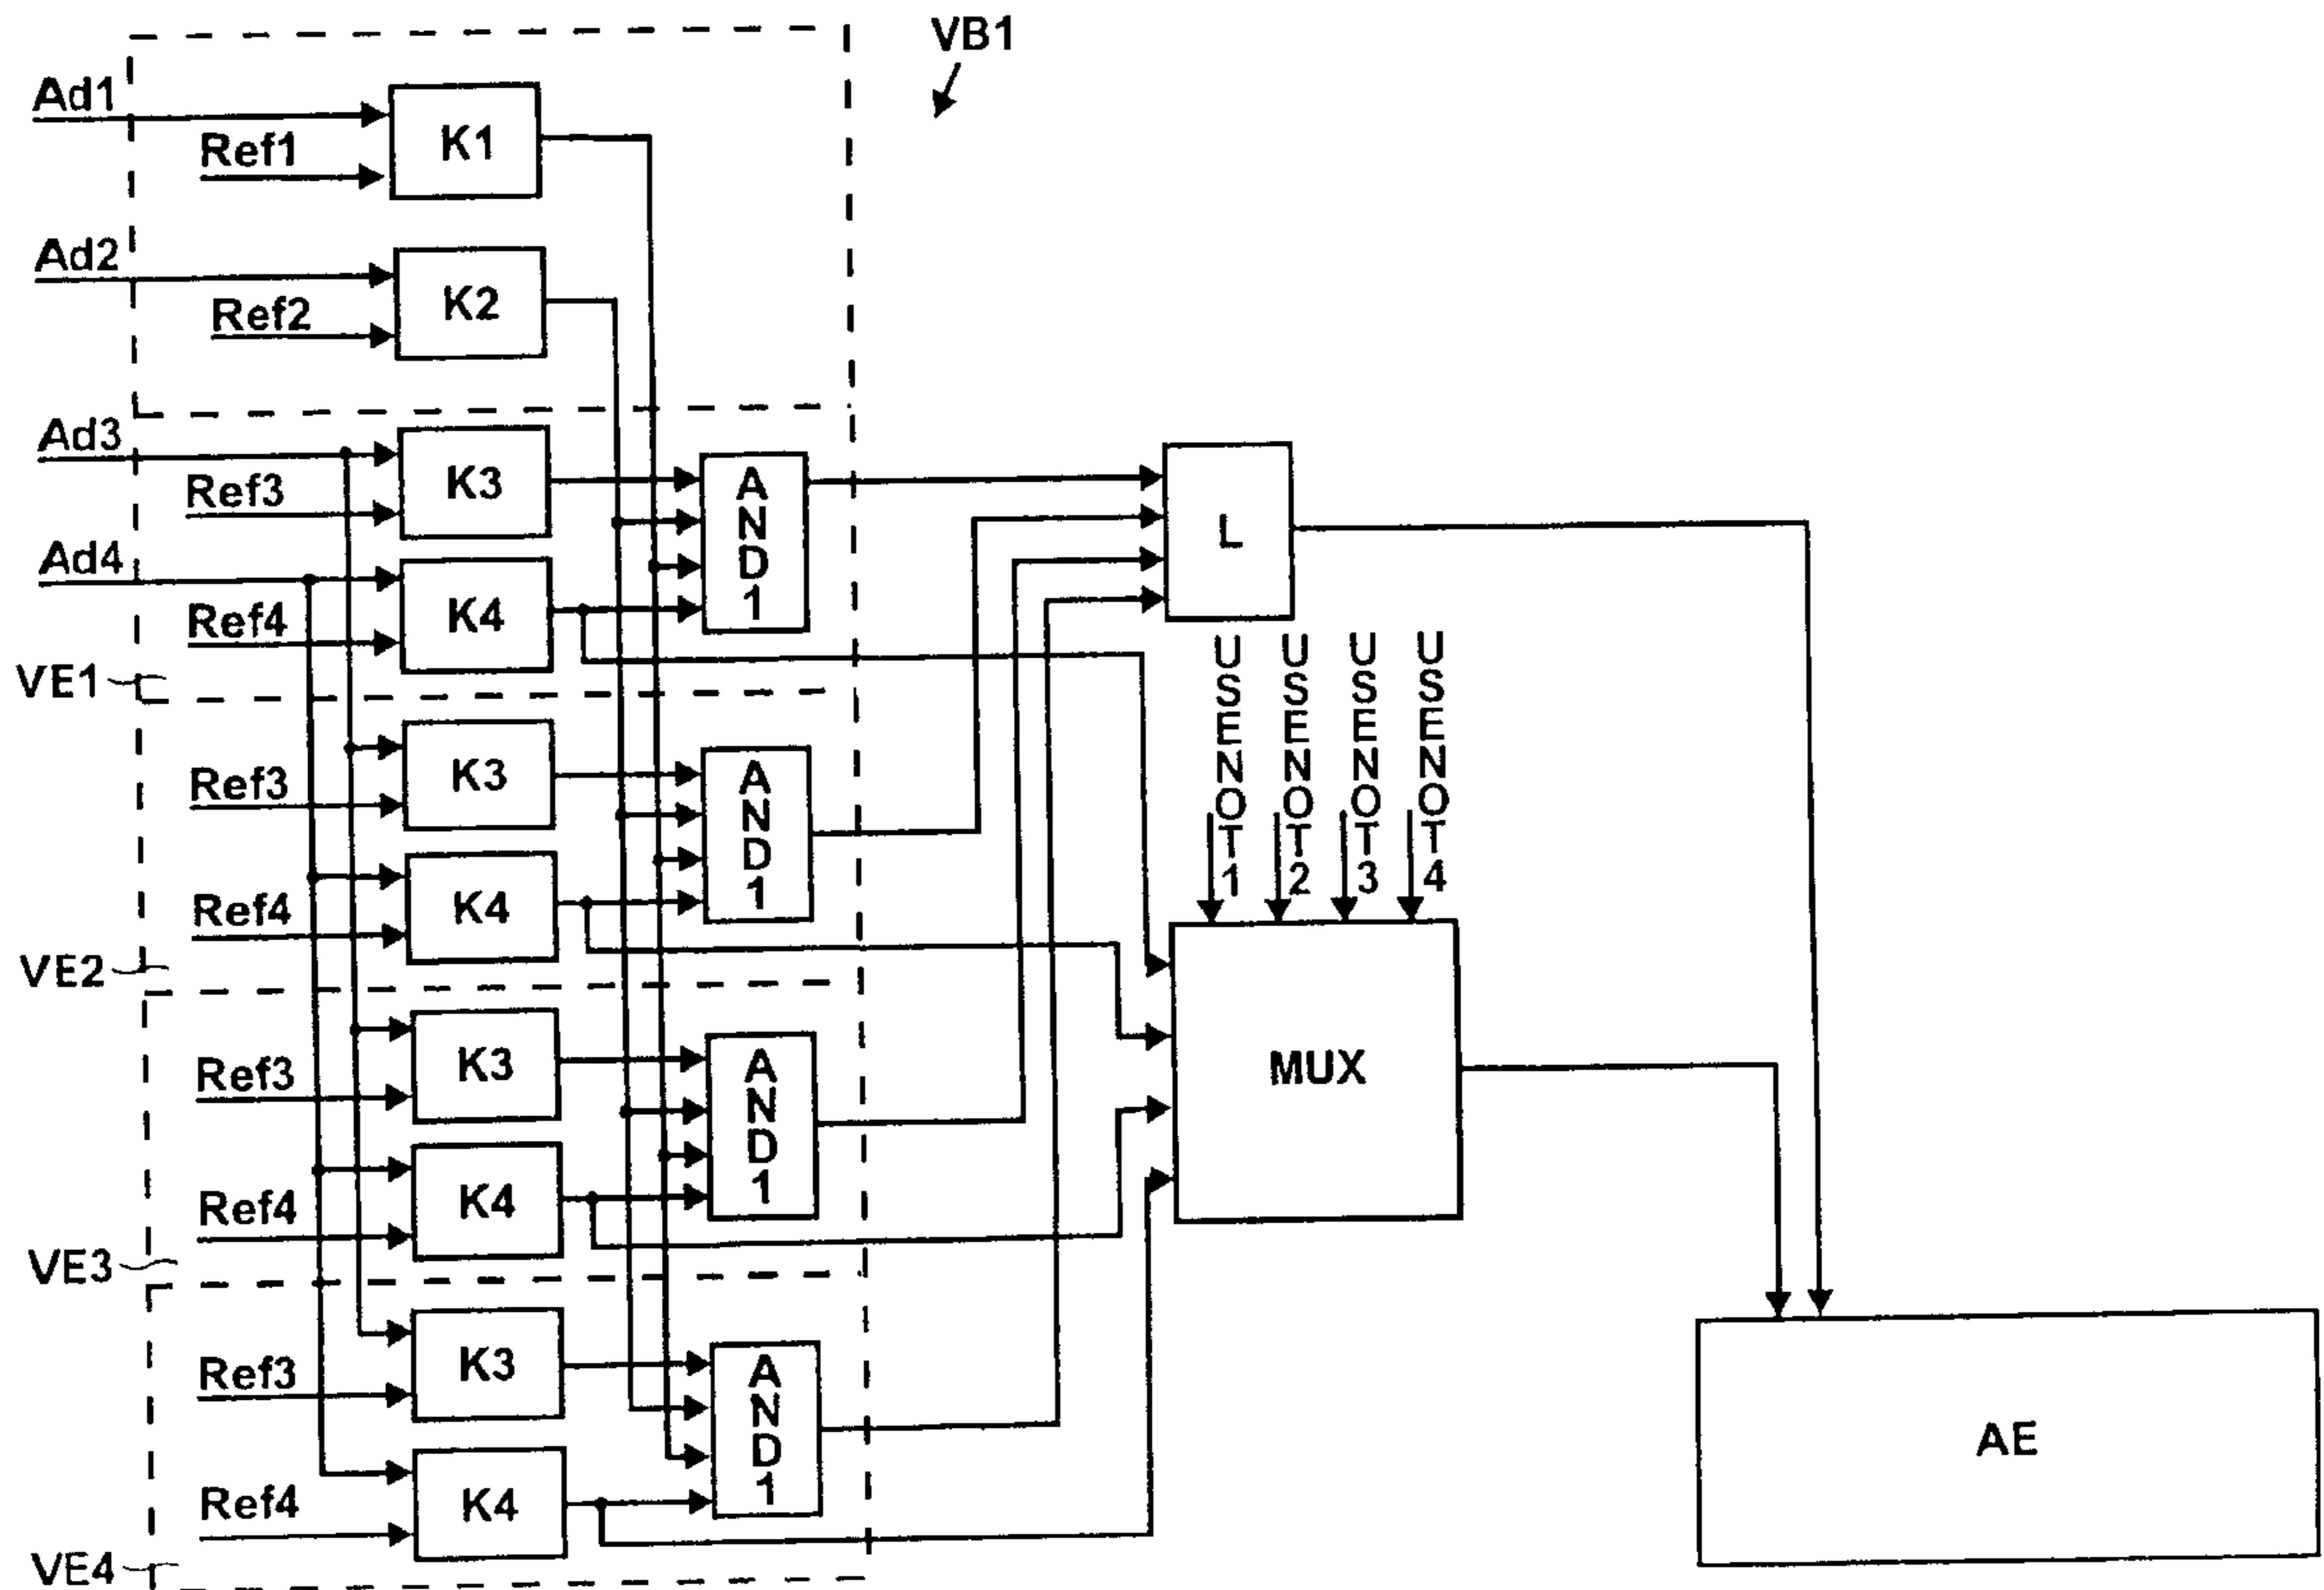 VB1
Ad1
Ref1
K1
Ad2
Ref2
K2
Ad3
Ref3
K3
Ad4
Ref4
K4
AND1
L
VE1
USENOT1
USENOT2
USENOT3
USENOT4
Ref3
K3
AND1
Ref4
K4
VE2
Ref3
K3
AND1
MUX
Ref4
K4
VE3
Ref3
K3
AND1
AE
Ref4
K4
VE4